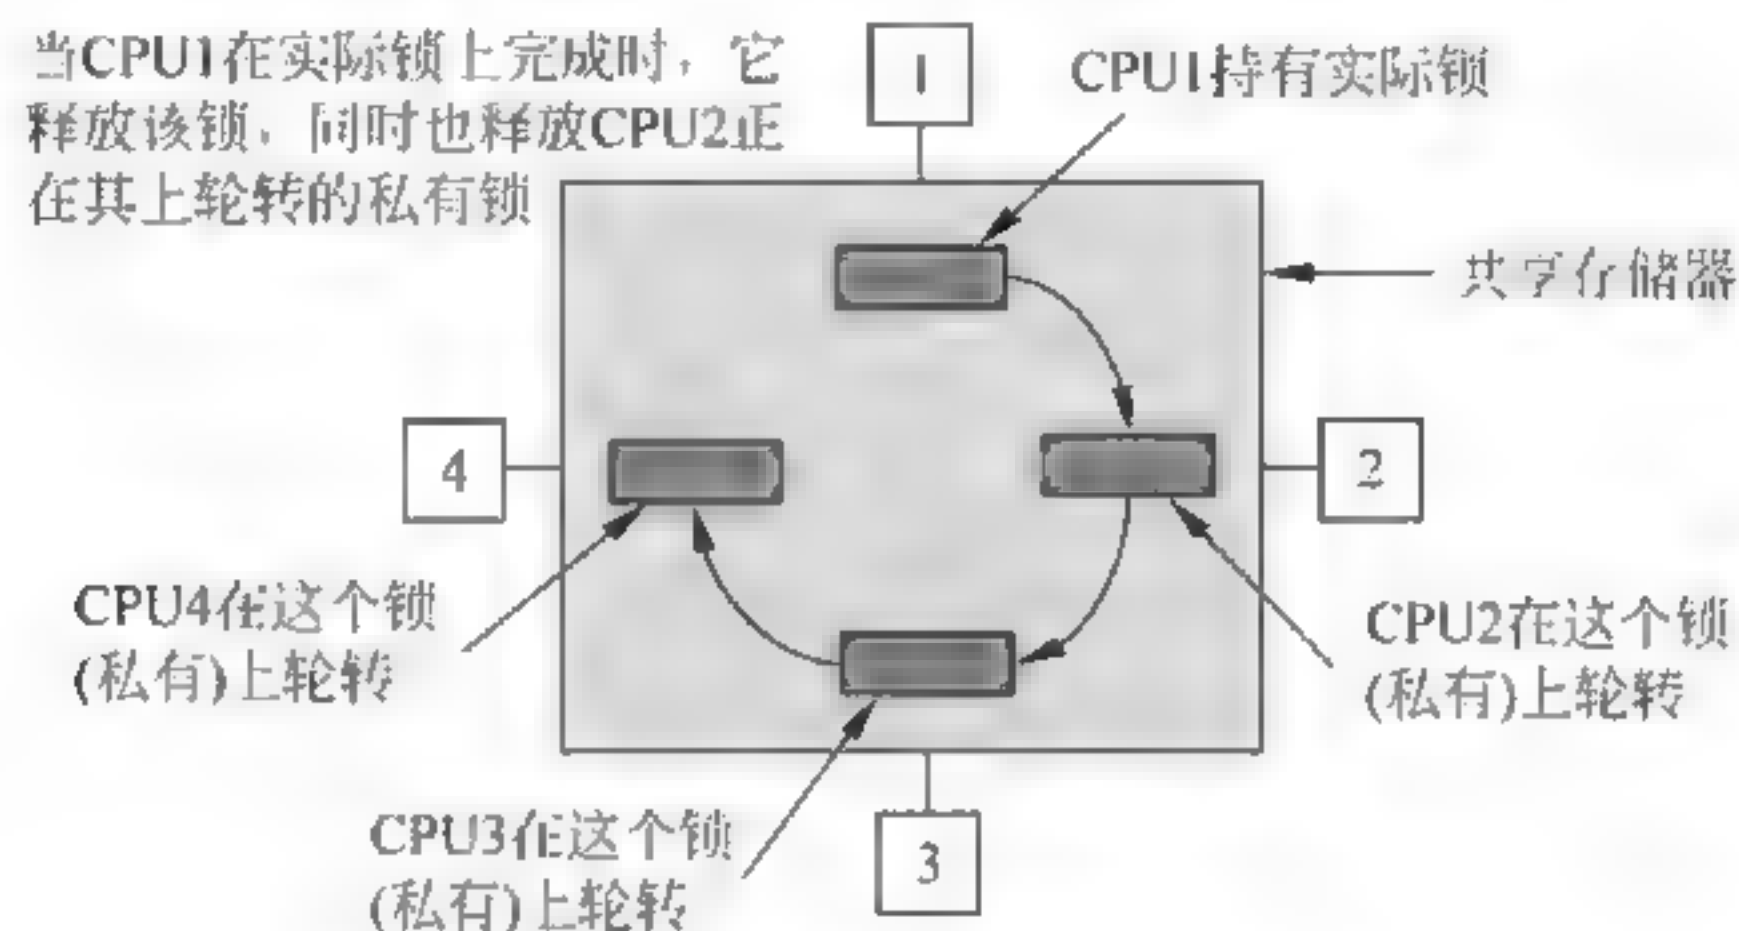 当CPU1在实际锁上完成时，它
释放该锁，同时也释放CPU2正
在其上轮转的私有锁
1
CPU1持有实际锁
共享存储器
4
2
CPU4在这个锁
(私有)上轮转
CPU2在这个锁
(私有)上轮转
CPU3在这个锁
(私有)上轮转
3